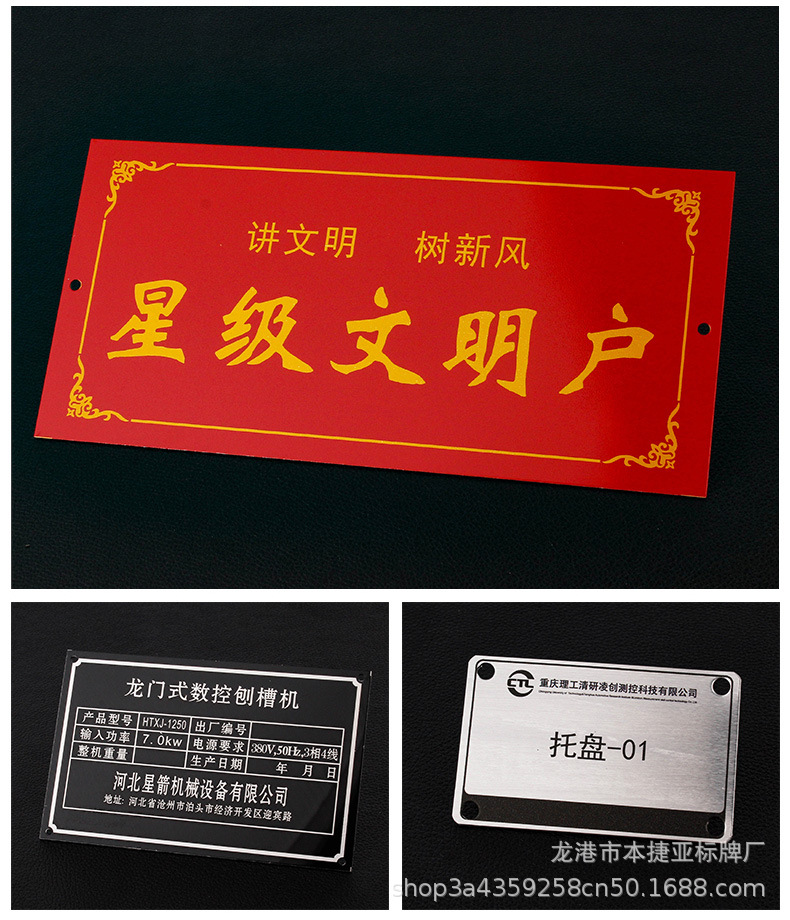 讲文明 树新风
星级文明户
龙门式数控刨槽机
产品型号 HTXJ-1250 出厂编号
输入功率 7.0kw 电源要求 380V,50Hz,3相4线
整机重量 生产日期 年 月 日
河北星箭机械设备有限公司
地址: 河北省沧州市泊头市经济开发区迎宾路
CTL 重庆理工清研凌创测控科技有限公司
托盘-01
龙港市本捷亚标牌厂
shop3a4359258cn50.1688.com